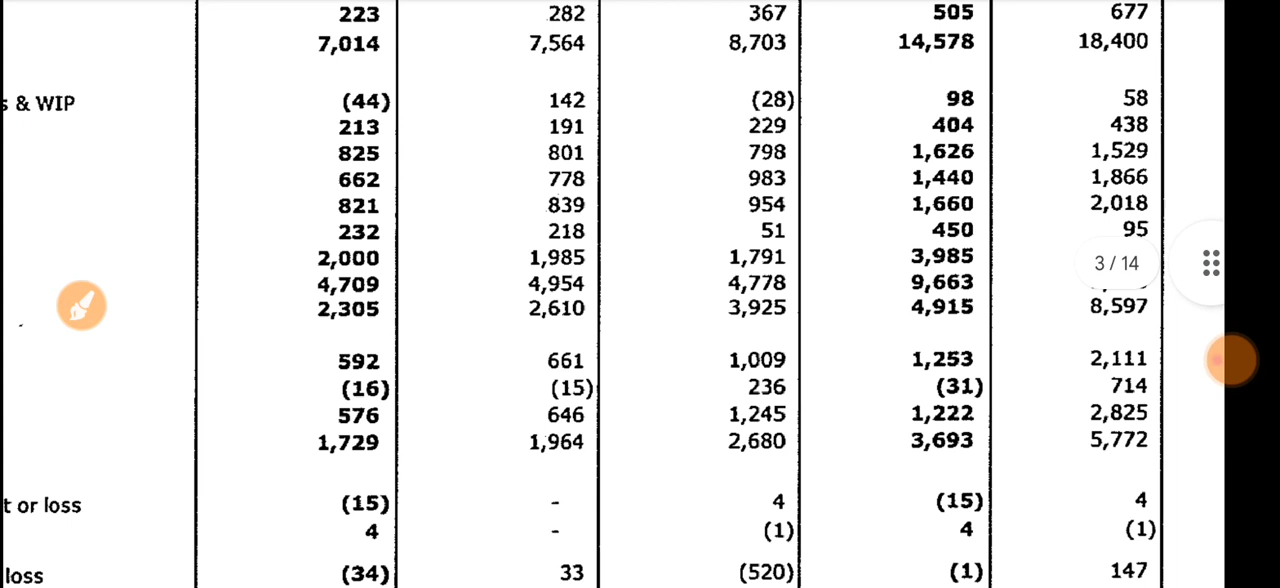 223 282 367 505 677
7,014 7,564 8,703 14,578 18,400
s & WIP (44) 142 (28) 98 58
213 191 229 404 438
825 801 798 1,626 1,529
662 778 983 1,440 1,866
821 839 954 1,660 2,018
232 218 51 450 95
2,000 1,985 1,791 3,985
3 / 14
4,709 4,954 4,778 9,663
2,305 2,610 3,925 4,915 8,597
592 661 1,009 1,253 2,111
(16) (15) 236 (31) 714
576 646 1,245 1,222 2,825
1,729 1,964 2,680 3,693 5,772
t or loss (15) - 4 (15) 4
4 - (1) 4 (1)
loss (34) 33 (520) (1) 147